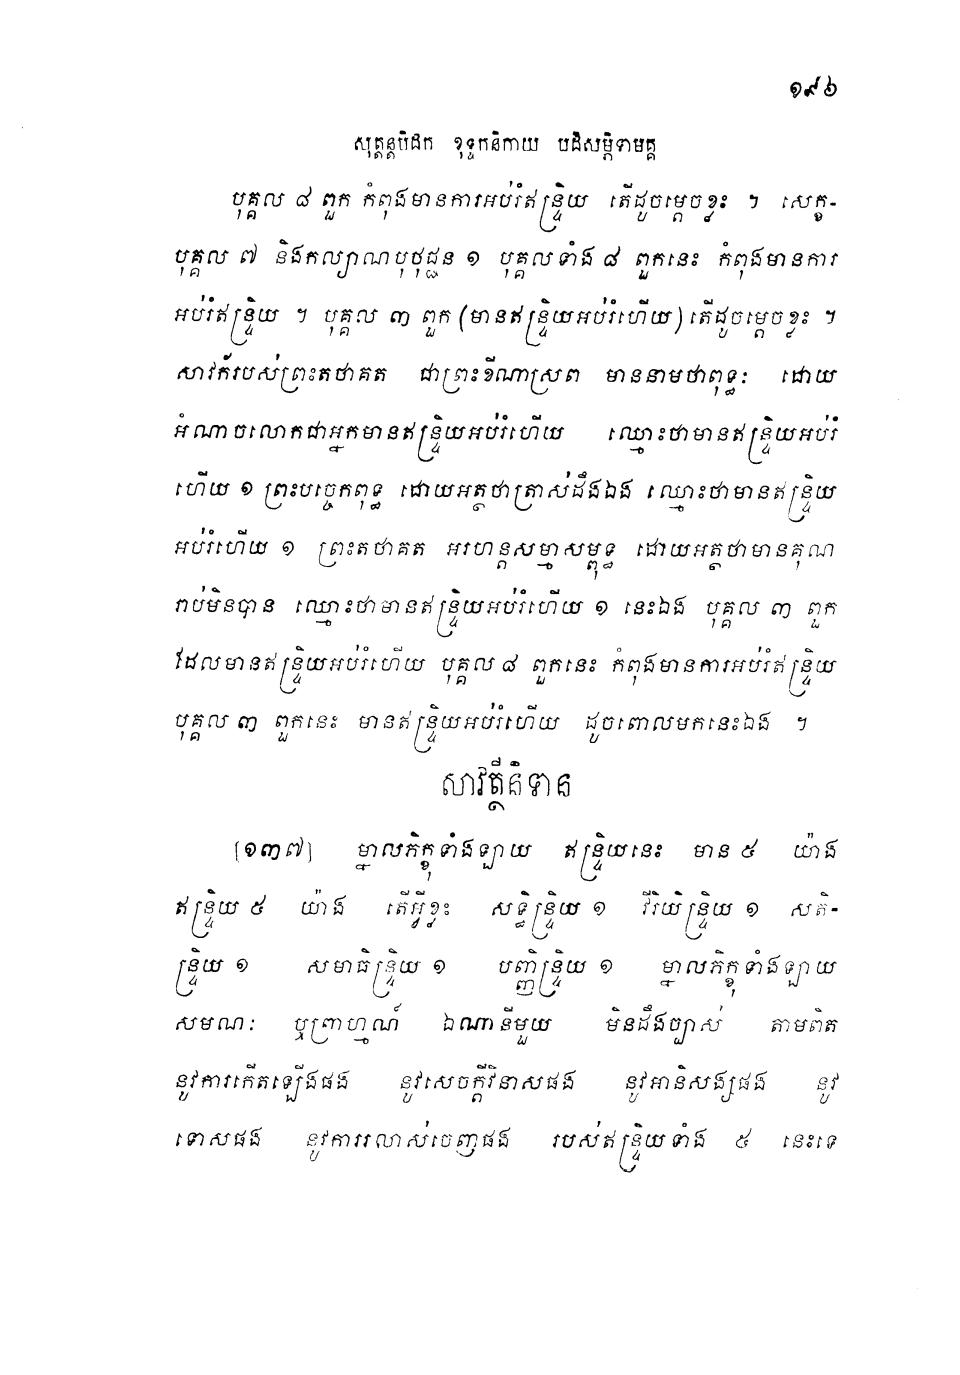 ១៩៦
សុត្តន្តបិដក ខុទ្ទកនិកាយ បដិសម្ភិទាមគ្គ
បុគ្គល ៨ ពួក កំពុងមានការអប់រំឥន្ទ្រិយ តើដូចម្តេចខ្លះ ។ សេក្ខ-
បុគ្គល ៧ និងកល្យាណបុថុជ្ជន ១ បុគ្គលទាំង ៨ ពួកនេះ កំពុងមានការ
អប់រំឥន្ទ្រិយ ។ បុគ្គល ៣ ពួក (មានឥន្ទ្រិយអប់រំហើយ) តើដូចម្តេចខ្លះ ។
សាវ័ករបស់ព្រះតថាគត ជាព្រះខីណាស្រព មាននាមថាពុទ្ធៈ ដោយ
អំណាចលោកជាអ្នកមានឥន្ទ្រិយអប់រំហើយ ឈ្មោះថាមានឥន្ទ្រិយអប់រំ
ហើយ ១ ព្រះបច្ចេកពុទ្ធ ដោយអត្ថថាត្រាស់ដឹងឯង ឈ្មោះថាមានឥន្ទ្រិយ
អប់រំហើយ ១ ព្រះតថាគត អរហន្តសម្មាសម្ពុទ្ធ ដោយអត្ថថាមានគុណ
រាប់មិនបាន ឈ្មោះថាមានឥន្ទ្រិយអប់រំហើយ ១ នេះឯង បុគ្គល ៣ ពួក
ដែលមានឥន្ទ្រិយអប់រំហើយ បុគ្គល ៨ ពួកនេះ កំពុងមានការអប់រំឥន្ទ្រិយ
បុគ្គល ៣ ពួកនេះ មានឥន្ទ្រិយអប់រំហើយ ដូចពោលមកនេះឯង ។
សាវត្ថីនិទាន
[១៣៧] ម្នាលភិក្ខុទាំងឡាយ ឥន្ទ្រិយនេះ មាន ៥ យ៉ាង
ឥន្ទ្រិយ ៥ យ៉ាង តើអ្វីខ្លះ សទ្ធិន្ទ្រិយ ១ វីរិយិន្ទ្រិយ ១ សតិ-
ន្ទ្រិយ ១ សមាធិន្ទ្រិយ ១ បញ្ញិន្ទ្រិយ ១ ម្នាលភិក្ខុទាំងឡាយ
សមណៈ ឬព្រាហ្មណ៍ ឯណានីមួយ មិនដឹងច្បាស់ តាមពិត
នូវការកើតឡើងផង នូវសេចក្តីវិនាសផង នូវអានិសង្សផង នូវ
ទោសផង នូវការរលាស់ចេញផង របស់ឥន្ទ្រិយទាំង ៥ នេះទេ